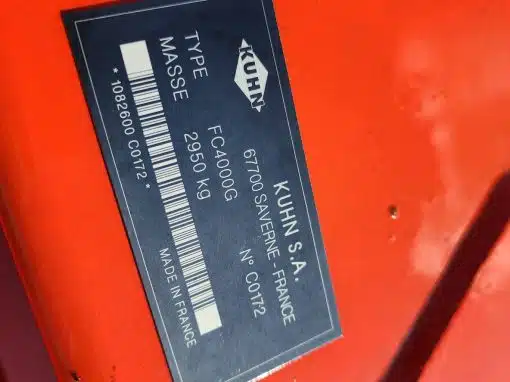 KUHN
KUHN S.A.
67700 SAVERNE - FRANCE
TYPE FC4000G N° C0172
MASSE 2950 kg
* 1082600 C0172 *
MADE IN FRANCE